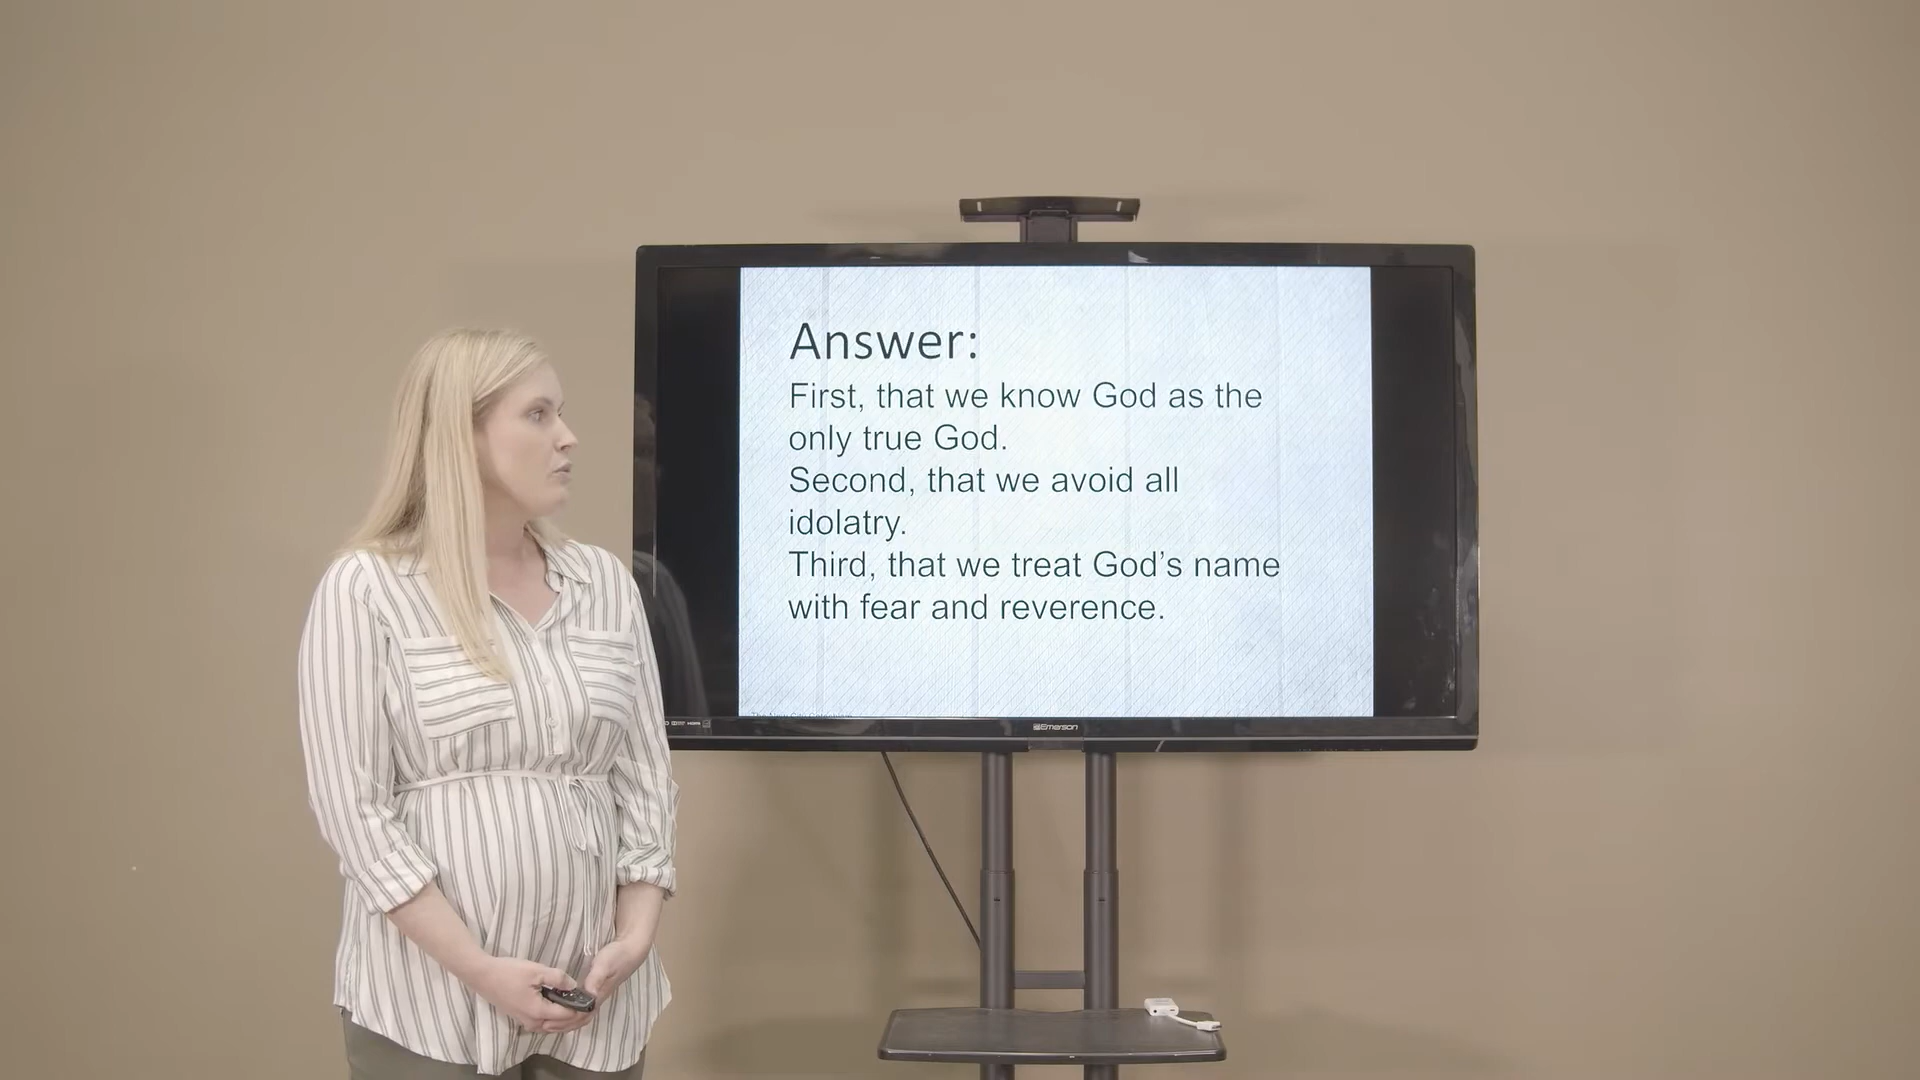 Answer:
First, that we know God as the
only true God.
Second, that we avoid all
idolatry.
Third, that we treat God’s name
with fear and reverence.
Emerson